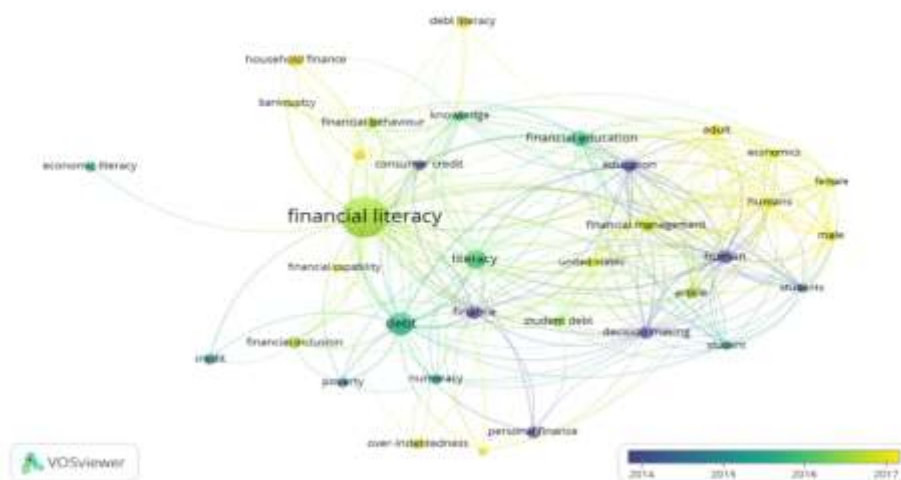 debt literacy
household finance
bankruptcy
financial behaviour
knowledge
financial education
adult
economic literacy
consumer credit
education
economics
female
humans
financial literacy
financial management
male
literacy
united states
human
financial capability
students
article
finance
student debt
debt
decision making
student
financial inclusion
credit
poverty
numeracy
personal finance
over-indebtedness
VOSviewer
2014 2015 2016 2017